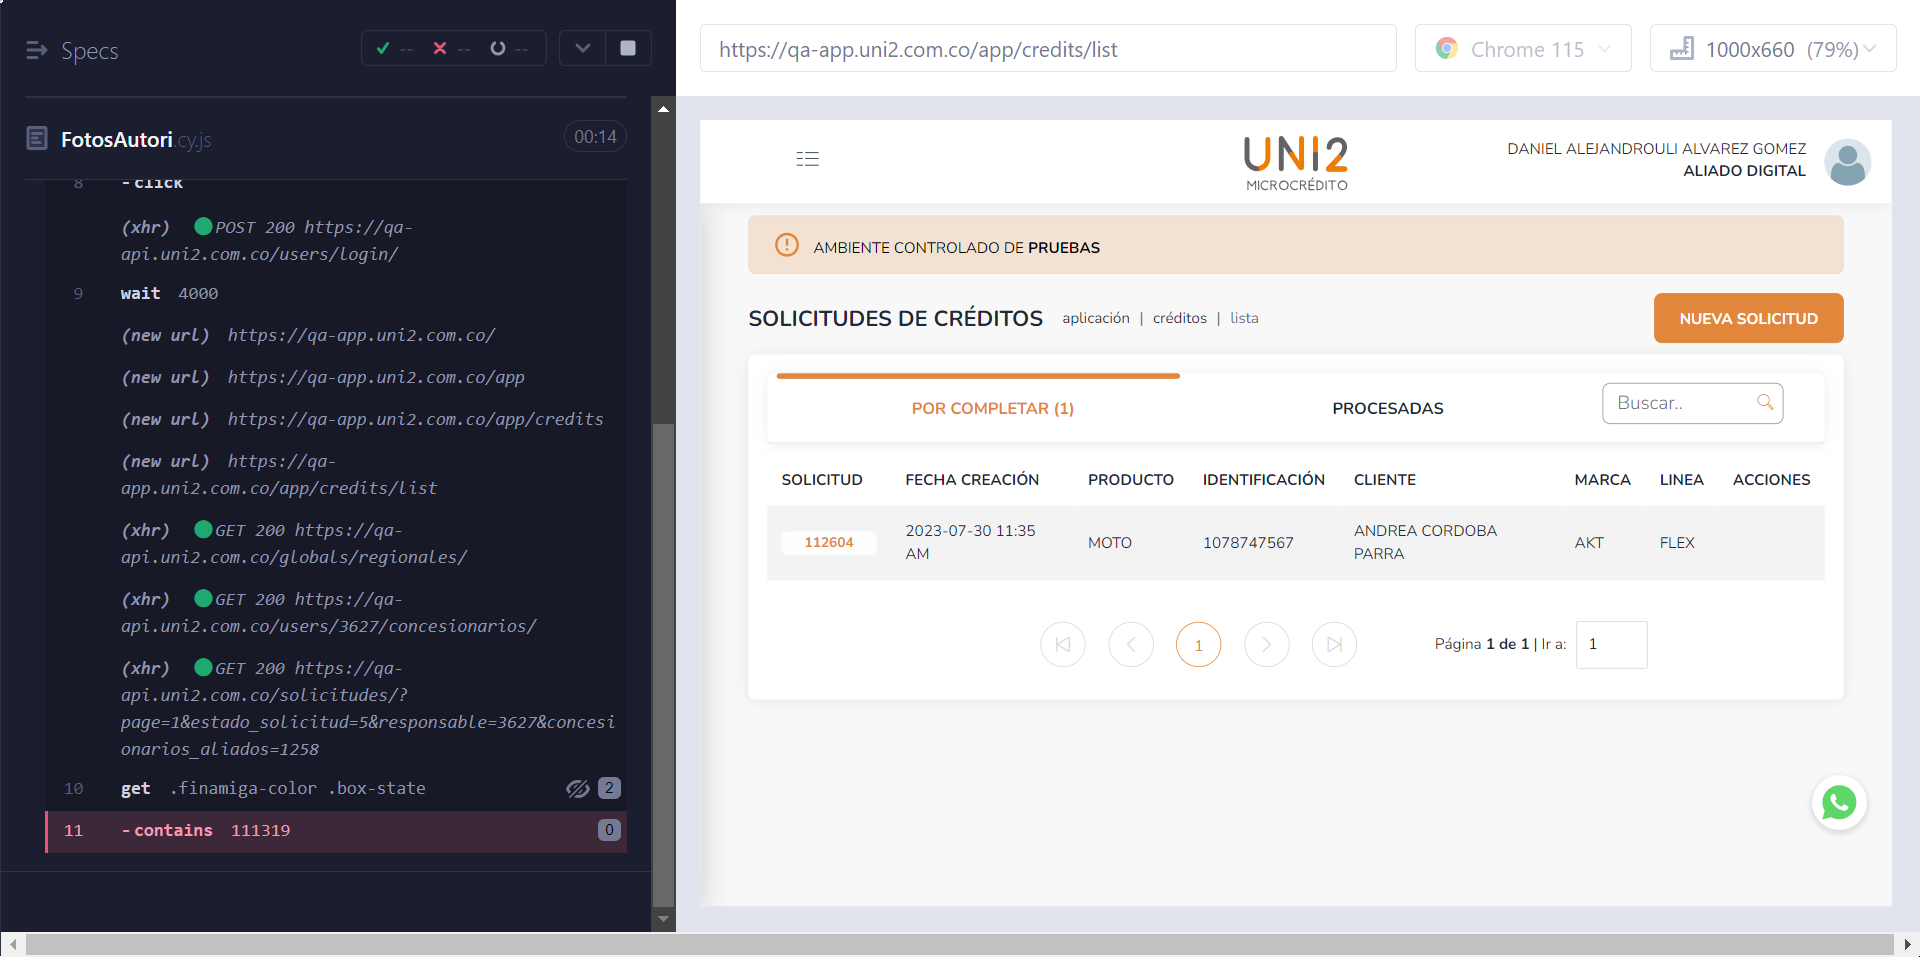 Specs
--
--
--
https://qa-app.uni2.com.co/app/credits/list
Chrome 115
1000x660 (79%)
FotosAutori.cy.js
00:14
8 -click
(xhr) POST 200 https://qa-
api.uni2.com.co/users/login/
9 wait 4000
(new url) https://qa-app.uni2.com.co/
(new url) https://qa-app.uni2.com.co/app
(new url) https://qa-app.uni2.com.co/app/credits
(new url) https://qa-
app.uni2.com.co/app/credits/list
(xhr) GET 200 https://qa-
api.uni2.com.co/globals/regionales/
(xhr) GET 200 https://qa-
api.uni2.com.co/users/3627/concesionarios/
(xhr) GET 200 https://qa-
api.uni2.com.co/solicitudes/?
page=1&estado_solicitud=5&responsable=3627&concesi
onarios_aliados=1258
10 get .finamiga-color .box-state 2
11 -contains 111319 0
UNI2
MICROCRÉDITO
DANIEL ALEJANDROULI ALVAREZ GOMEZ
ALIADO DIGITAL
AMBIENTE CONTROLADO DE PRUEBAS
SOLICITUDES DE CRÉDITOS aplicación | créditos | lista
NUEVA SOLICITUD
POR COMPLETAR (1)
PROCESADAS
Buscar..
SOLICITUD FECHA CREACIÓN PRODUCTO IDENTIFICACIÓN CLIENTE MARCA LINEA ACCIONES
112604
2023-07-30 11:35
AM
MOTO
1078747567
ANDREA CORDOBA
PARRA
AKT
FLEX
1
Página 1 de 1 | Ir a: 1